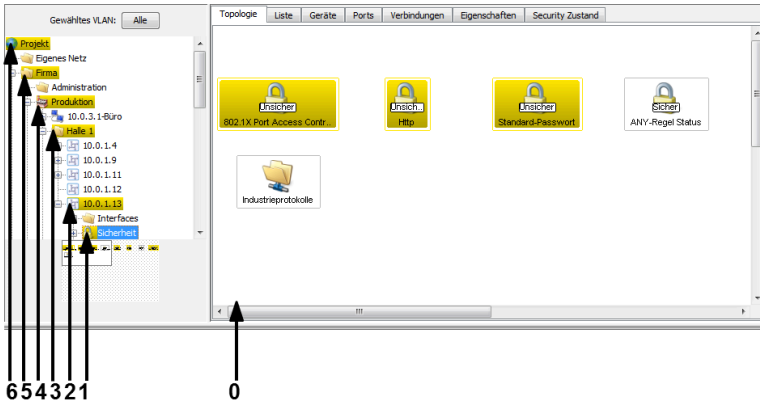 Gewähltes VLAN: Alle
Projekt
Eigenes Netz
Firma
Administration
Produktion
10.0.3.1-Büro
Halle 1
10.0.1.4
10.0.1.9
10.0.1.11
10.0.1.12
10.0.1.13
Interfaces
Sicherheit
Topologie Liste Geräte Ports Verbindungen Eigenschaften Security Zustand
Unsicher Unsich... Unsicher Sicher
802.1X Port Access Contr... Http Standard-Passwort ANY-Regel Status
Industrieprotokolle
6 5 4 3 2 1 0